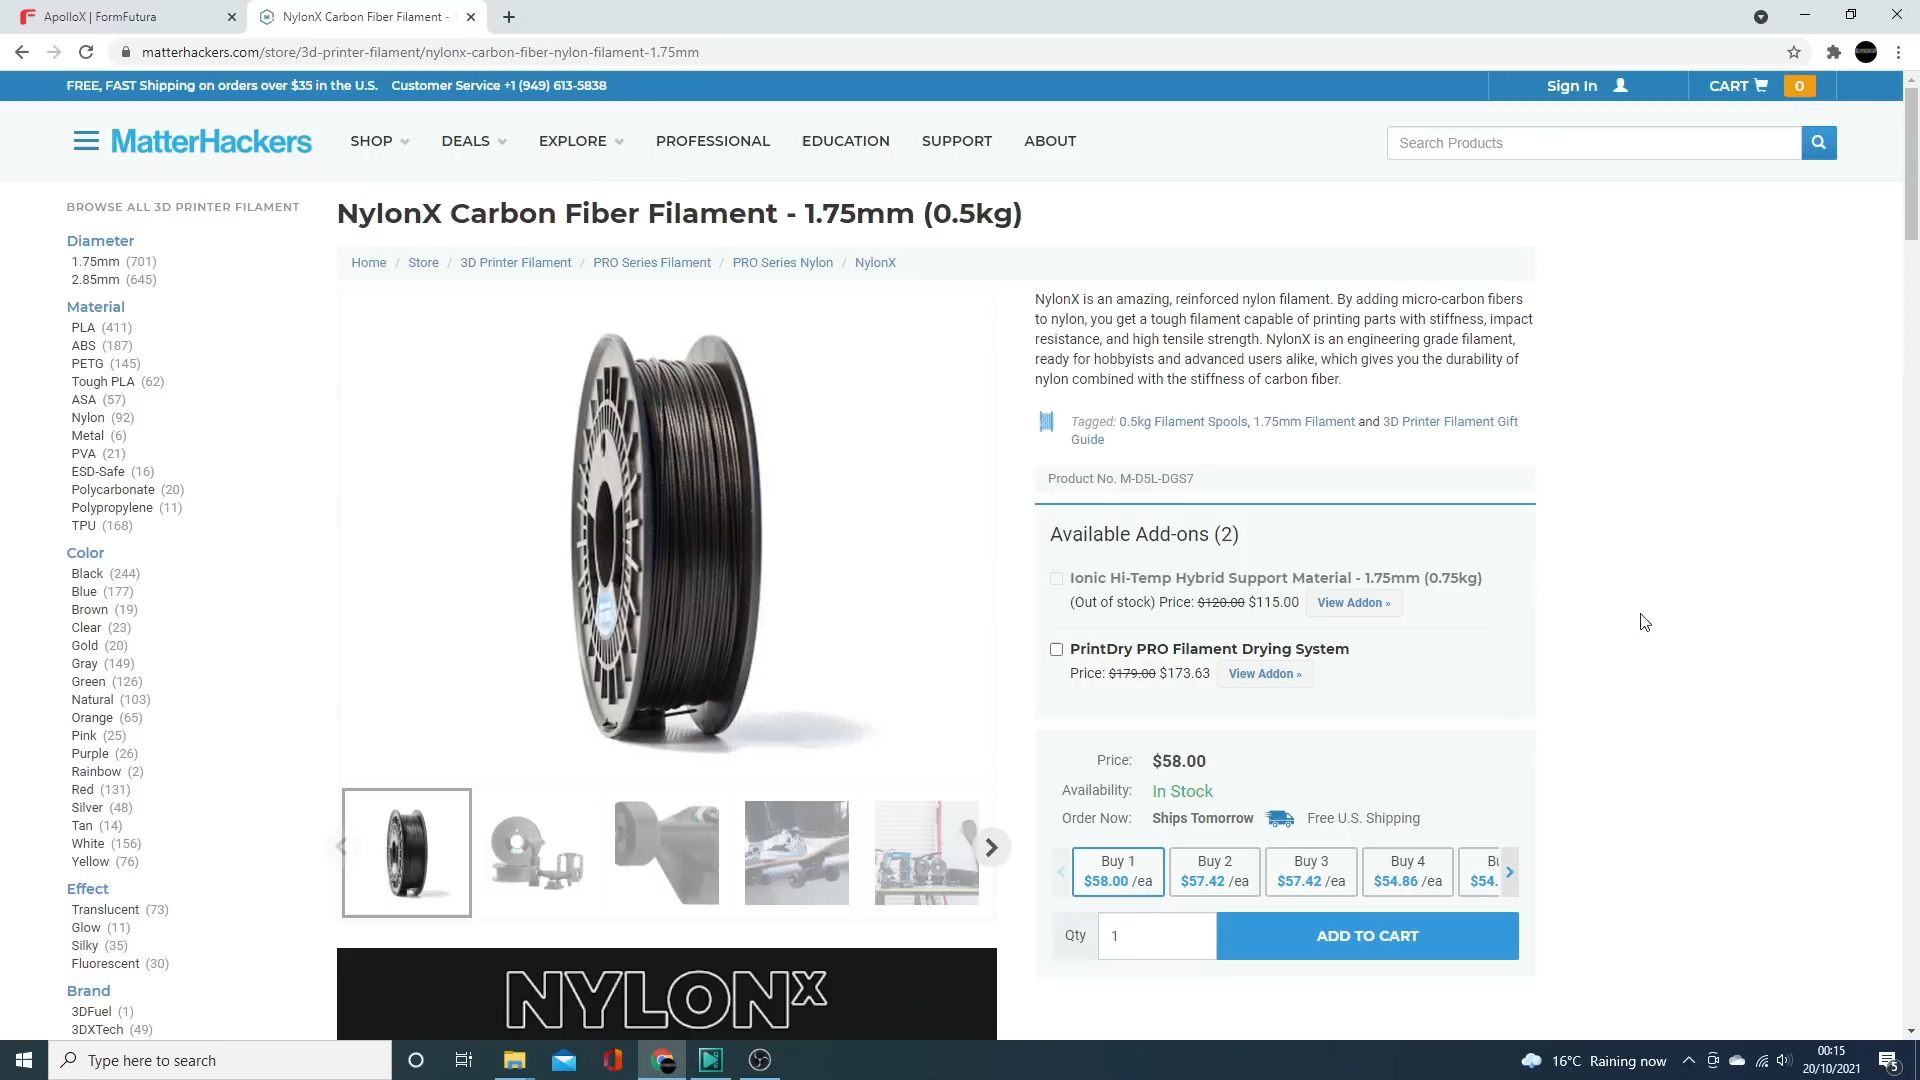 ApolloX | FormFutura
NylonX Carbon Fiber Filament -
matterhackers.com/store/3d-printer-filament/nylonx-carbon-fiber-nylon-filament-1.75mm
FREE, FAST Shipping on orders over $35 in the U.S. Customer Service +1 (949) 613-5838
Sign In
CART 0
MatterHackers
SHOP
DEALS
EXPLORE
PROFESSIONAL
EDUCATION
SUPPORT
ABOUT
Search Products
BROWSE ALL 3D PRINTER FILAMENT
Diameter
1.75mm (701)
2.85mm (645)
Material
PLA (411)
ABS (187)
PETG (145)
Tough PLA (62)
ASA (57)
Nylon (92)
Metal (6)
PVA (21)
ESD-Safe (16)
Polycarbonate (20)
Polypropylene (11)
TPU (168)
Color
Black (244)
Blue (177)
Brown (19)
Clear (23)
Gold (20)
Gray (149)
Green (126)
Natural (103)
Orange (65)
Pink (25)
Purple (26)
Rainbow (2)
Red (131)
Silver (48)
Tan (14)
White (156)
Yellow (76)
Effect
Translucent (73)
Glow (11)
Silky (35)
Fluorescent (30)
Brand
3DFuel (1)
3DXTech (49)
NylonX Carbon Fiber Filament - 1.75mm (0.5kg)
Home / Store / 3D Printer Filament / PRO Series Filament / PRO Series Nylon / NylonX
NYLONX
NylonX is an amazing, reinforced nylon filament. By adding micro-carbon fibers
to nylon, you get a tough filament capable of printing parts with stiffness, impact
resistance, and high tensile strength. NylonX is an engineering grade filament,
ready for hobbyists and advanced users alike, which gives you the durability of
nylon combined with the stiffness of carbon fiber.
Tagged: 0.5kg Filament Spools, 1.75mm Filament and 3D Printer Filament Gift
Guide
Product No. M-D5L-DGS7
Available Add-ons (2)
Ionic Hi-Temp Hybrid Support Material - 1.75mm (0.75kg)
(Out of stock) Price: $120.00 $115.00 View Addon »
PrintDry PRO Filament Drying System
Price: $179.00 $173.63 View Addon »
Price: $58.00
Availability: In Stock
Order Now: Ships Tomorrow Free U.S. Shipping
Buy 1 Buy 2 Buy 3 Buy 4 Bu
$58.00 /ea $57.42 /ea $57.42 /ea $54.86 /ea $54.
Qty 1 ADD TO CART
Type here to search
16°C Raining now
00:15
20/10/2021
5